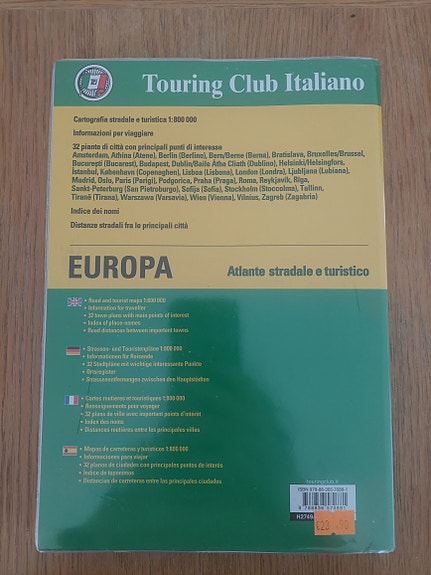 Touring Club Italiano
Cartografia stradale e turistica 1:800 000
Informazioni per viaggiare
32 piante di città con i principali punti di interesse
Amsterdam, Athína (Atene), Berlin (Berlino), Bern/Berne (Berna), Bratislava, Bruxelles/Brussel,
București (Bucarest), Budapest, Dublin/Baile Átha Cliath (Dublino), Helsinki/Helsingfors,
İstanbul, København (Copenaghen), Lisboa (Lisbona), London (Londra), Ljubljana (Lubiana),
Madrid, Oslo, Paris (Parigi), Podgorica, Praha (Praga), Roma, Reykjavík, Riga,
Sankt-Peterburg (San Pietroburgo), Sofija (Sofia), Stockholm (Stoccolma), Tallinn,
Tiranë (Tirana), Warszawa (Varsavia), Wien (Vienna), Vilnius, Zagreb (Zagabria)
Indice dei nomi
Distanze stradali fra le principali città
EUROPA
Atlante stradale e turistico
• Road and tourist maps 1:800 000
• Information for traveller
• 32 town plans with main points of interest
• Index of place names
• Road distances between important towns
• Strassen- und Touristenpläne 1:800 000
• Informationen für Reisende
• 32 Stadtpläne mit wichtige interessante Punkte
• Ortsregister
• Strassenentfernungen zwischen den Hauptstädten
• Cartes routières et touristiques 1:800 000
• Renseignements pour voyager
• 32 plans de ville avec important points d'intérêt
• Index des noms
• Distances routières entre les principales villes
• Mapas de carreteras y turísticos 1:800 000
• Informaciones para viajar
• 32 planos de ciudades con principales puntos de interés
• Índice de topónimos
• Distancias de carreteras entre las principales ciudades
touringclub.it